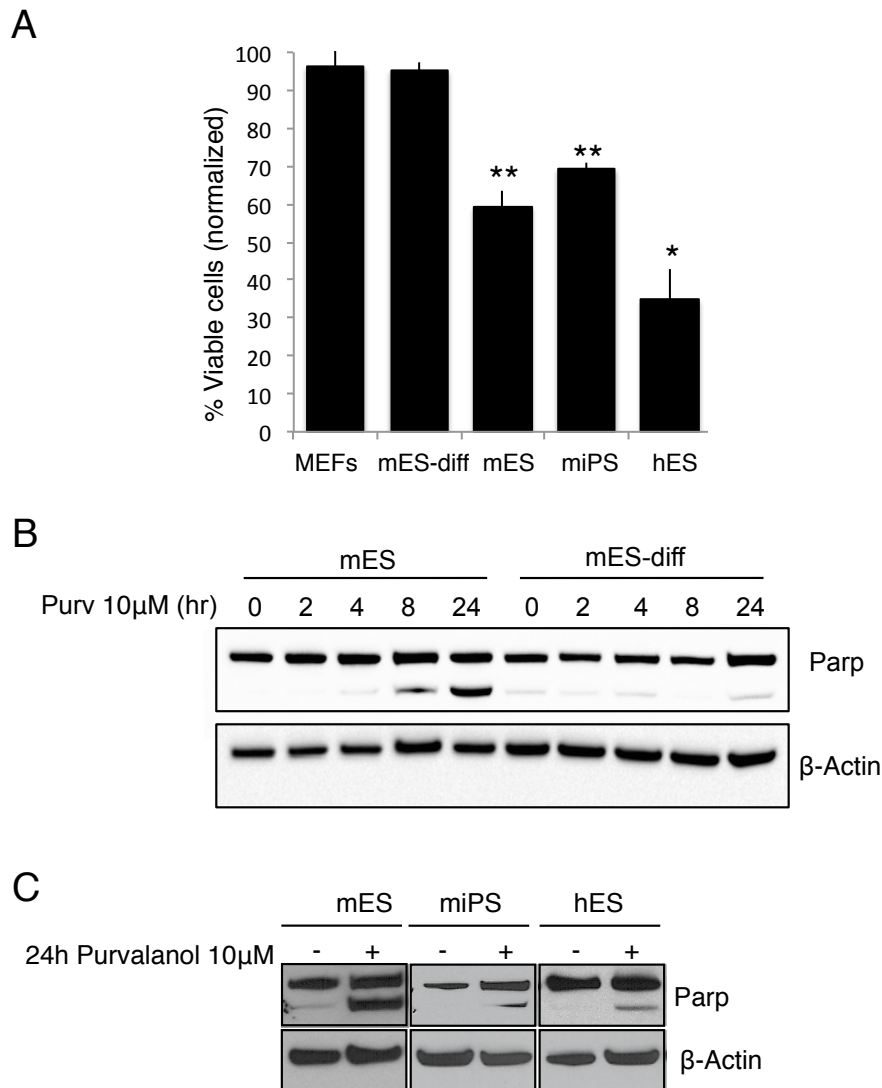 A
% Viable cells (normalized)
100
90
80
70
60
50
40
30
20
10
0
**
**
*
MEFs mES-diff mES miPS hES
B
mES mES-diff
Purv 10μM (hr) 0 2 4 8 24 0 2 4 8 24
Parp
β-Actin
C
mES miPS hES
24h Purvalanol 10μM - + - + - +
Parp
β-Actin